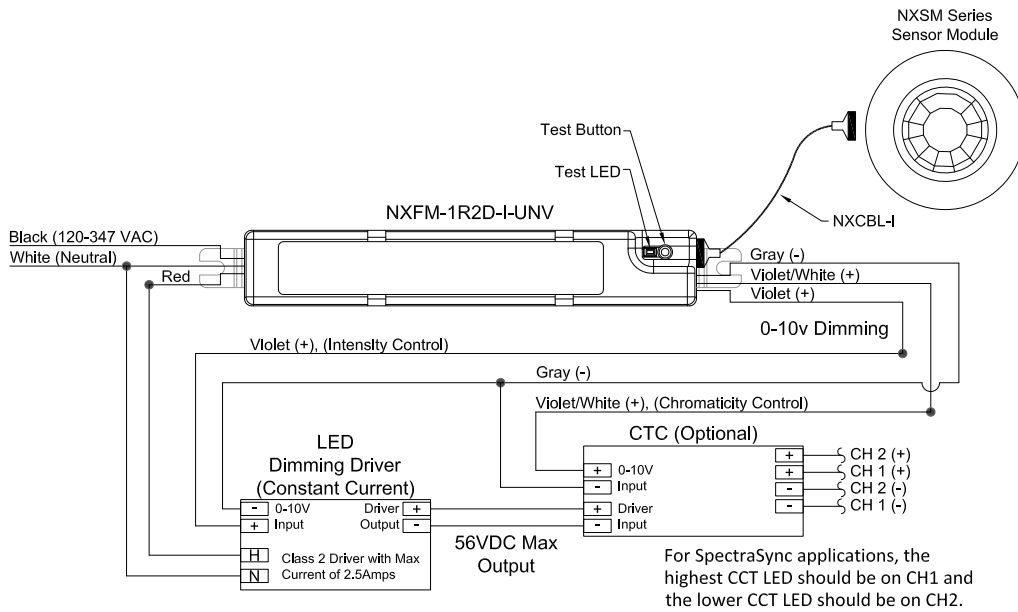 NXSM Series
Sensor Module
Test Button
Test LED
NXFM-1R2D-I-UNV
NXCBL-I
Black (120-347 VAC)
White (Neutral)
Red
Gray (-)
Violet/White (+)
Violet (+)
0-10v Dimming
Violet (+), (Intensity Control)
Gray (-)
Violet/White (+), (Chromaticity Control)
LED
Dimming Driver
(Constant Current)
- 0-10V Driver +
+ Input Output -
H Class 2 Driver with Max
N Current of 2.5Amps
56VDC Max
Output
CTC (Optional)
+ 0-10V
- Input
+ Driver
- Input
+ CH 2 (+)
+ CH 1 (+)
- CH 2 (-)
- CH 1 (-)
For SpectraSync applications, the
highest CCT LED should be on CH1 and
the lower CCT LED should be on CH2.